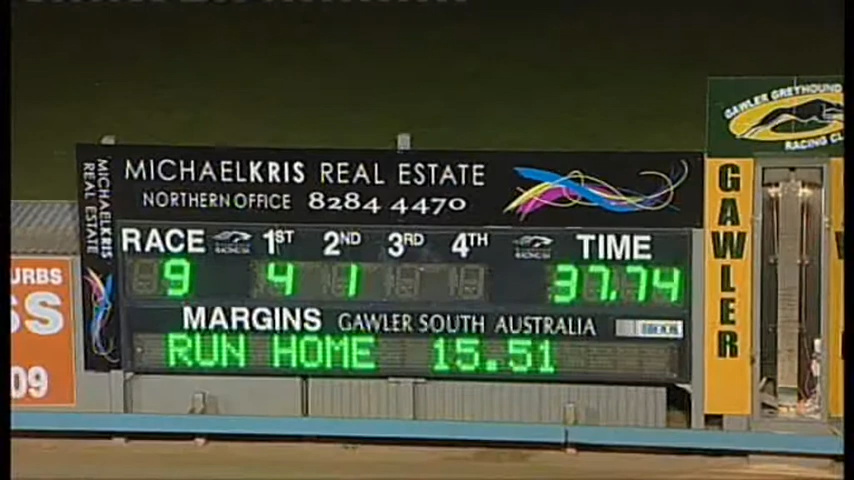 MICHAELKRIS REAL ESTATE
NORTHERN OFFICE 8284 4470
MICHAELKRIS
REAL ESTATE
RACE 1ST 2ND 3RD 4TH TIME
9 4 1 37.74
MARGINS GAWLER SOUTH AUSTRALIA
RUN HOME 15.51
GAWLER GREYHOUND
RACING CL
GAWLER
URBS
SS
09